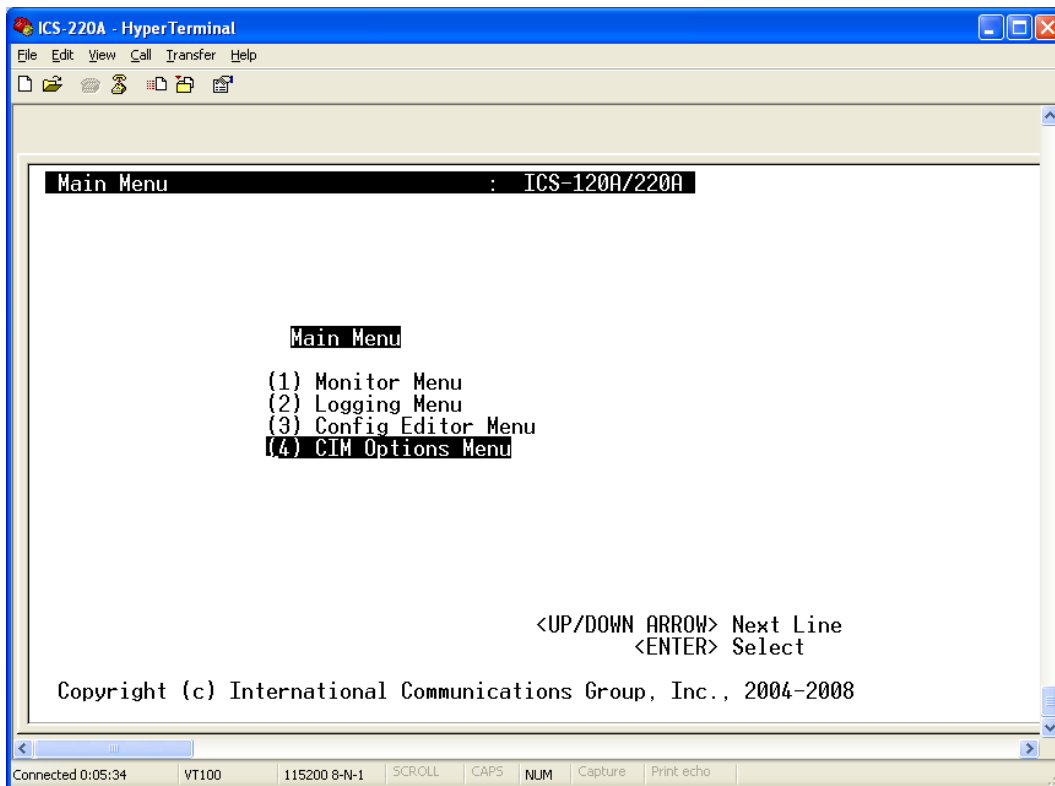 ICS-220A - HyperTerminal
File Edit View Call Transfer Help
Main Menu : ICS-120A/220A
Main Menu
(1) Monitor Menu
(2) Logging Menu
(3) Config Editor Menu
(4) CIM Options Menu
<UP/DOWN ARROW> Next Line
<ENTER> Select
Copyright (c) International Communications Group, Inc., 2004-2008
Connected 0:05:34 VT100 115200 8-N-1 SCROLL CAPS NUM Capture Print echo